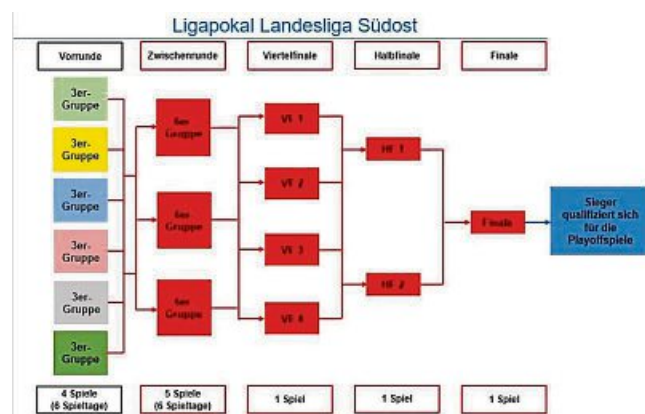 Ligapokal Landesliga Südost
Vorrunde
Zwischenrunde
Viertelfinale
Halbfinale
Finale
3er-
Gruppe
3er-
Gruppe
3er-
Gruppe
3er-
Gruppe
3er-
Gruppe
3er-
Gruppe
6er
Gruppe
6er
Gruppe
6er
Gruppe
VF 1
VF 2
VF 3
VF 4
HF 1
HF 2
Finale
Sieger
qualifiziert sich
für die
Playoffspiele
4 Spiele
(6 Spieltage)
5 Spiele
(6 Spieltage)
1 Spiel
1 Spiel
1 Spiel